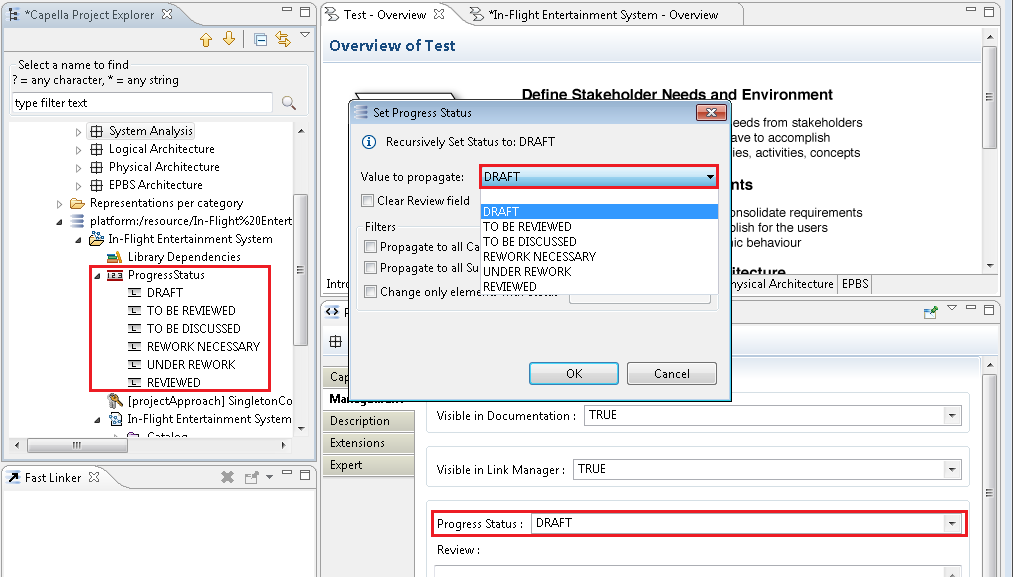 *Capella Project Explorer
Select a name to find
? = any character, * = any string
type filter text
System Analysis
Logical Architecture
Physical Architecture
EPBS Architecture
Representations per category
platform:/resource/In-Flight%20Entert
In-Flight Entertainment System
Library Dependencies
ProgressStatus
DRAFT
TO BE REVIEWED
TO BE DISCUSSED
REWORK NECESSARY
UNDER REWORK
REVIEWED
[projectApproach] SingletonCo
In-Flight Entertainment System
Catalog
Fast Linker
Test - Overview
*In-Flight Entertainment System - Overview
Overview of Test
Define Stakeholder Needs and Environment
eeds from stakeholders
ave to accomplish
ies, activities, concepts
nts
onsolidate requirements
plish for the users
nic behaviour
hitecture
Intro
hysical Architecture
EPBS
Set Progress Status
Recursively Set Status to: DRAFT
Value to propagate: DRAFT
Clear Review field
DRAFT
TO BE REVIEWED
TO BE DISCUSSED
REWORK NECESSARY
UNDER REWORK
REVIEWED
Filters
Propagate to all Ca
Propagate to all Su
Change only elements with status
OK
Cancel
Cap
Management
Description
Extensions
Expert
Visible in Documentation : TRUE
Visible in Link Manager : TRUE
Progress Status : DRAFT
Review :